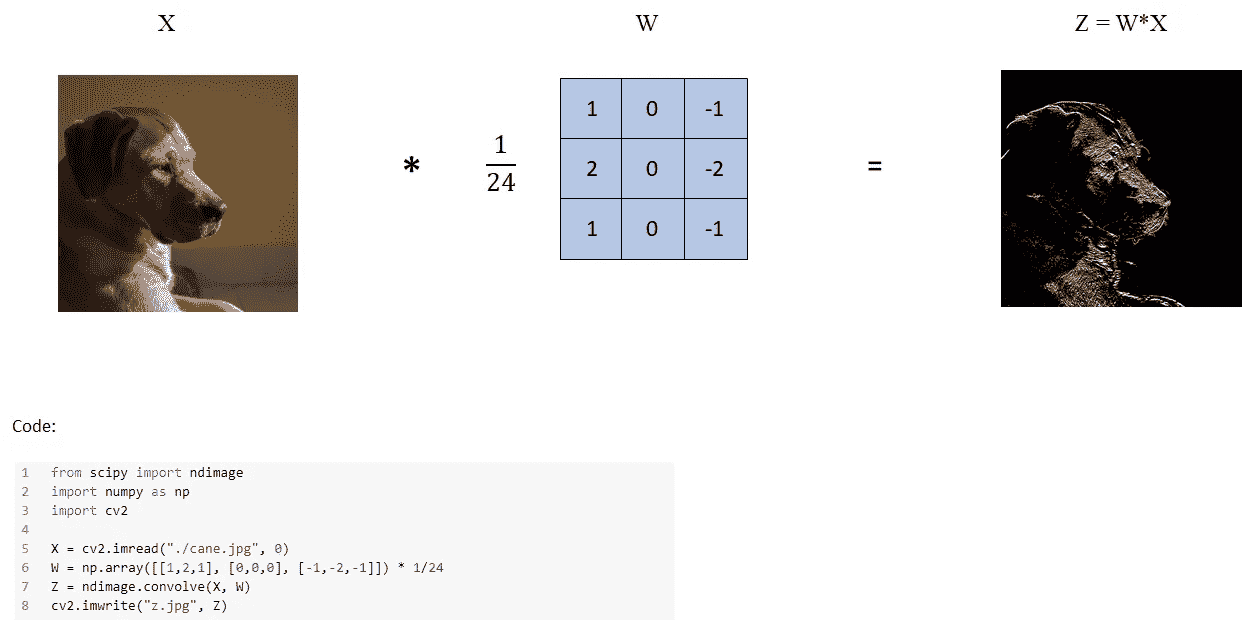 X W Z = W*X
* 1/24 =
1 0 -1
2 0 -2
1 0 -1
Code:
1 from scipy import ndimage
2 import numpy as np
3 import cv2
4
5 X = cv2.imread("./cane.jpg", 0)
6 W = np.array([[1,2,1], [0,0,0], [-1,-2,-1]]) * 1/24
7 Z = ndimage.convolve(X, W)
8 cv2.imwrite("z.jpg", Z)